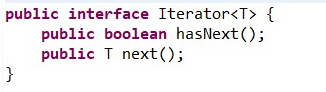 public interface Iterator<T> {
    public boolean hasNext();
    public T next();
}